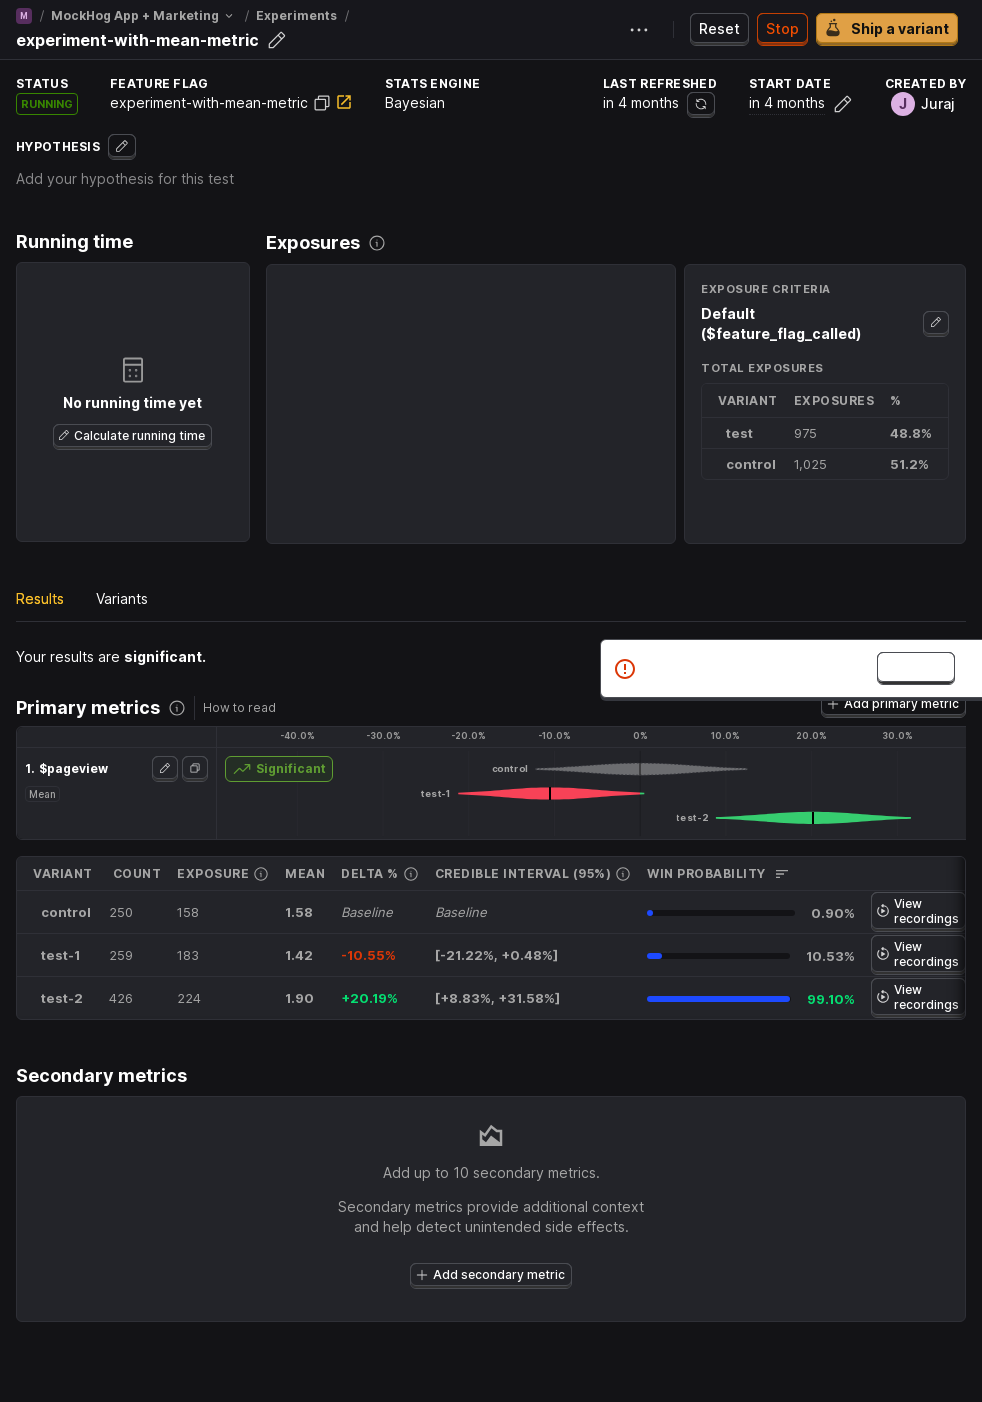 M / MockHog App + Marketing / Experiments /
experiment-with-mean-metric
Reset Stop Ship a variant
STATUS FEATURE FLAG STATS ENGINE LAST REFRESHED START DATE CREATED BY
RUNNING experiment-with-mean-metric Bayesian in 4 months in 4 months J Juraj
HYPOTHESIS
Add your hypothesis for this test
Running time
No running time yet
Calculate running time
Exposures
EXPOSURE CRITERIA
Default
($feature_flag_called)
TOTAL EXPOSURES
VARIANT EXPOSURES %
test 975 48.8%
control 1,025 51.2%
Results Variants
Your results are significant.
Primary metrics How to read Add primary metric
-40.0% -30.0% -20.0% -10.0% 0% 10.0% 20.0% 30.0%
1. $pageview Significant
Mean
control
test-1
test-2
VARIANT COUNT EXPOSURE MEAN DELTA % CREDIBLE INTERVAL (95%) WIN PROBABILITY
control 250 158 1.58 Baseline Baseline 0.90% View recordings
test-1 259 183 1.42 -10.55% [-21.22%, +0.48%] 10.53% View recordings
test-2 426 224 1.90 +20.19% [+8.83%, +31.58%] 99.10% View recordings
Secondary metrics
Add up to 10 secondary metrics.
Secondary metrics provide additional context
and help detect unintended side effects.
Add secondary metric